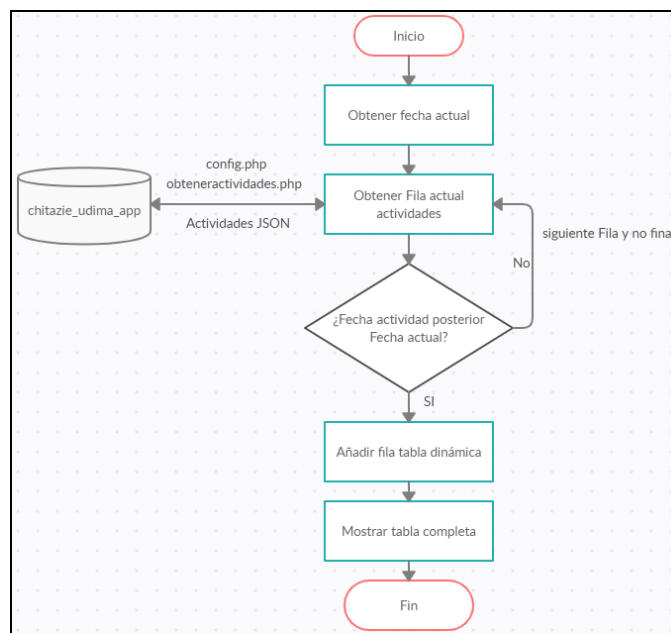 Inicio
Obtener fecha actual
config.php
obteneractividades.php
chitazie_udima_app
Actividades JSON
Obtener Fila actual
actividades
siguiente Fila y no fina
No
¿Fecha actividad posterior
Fecha actual?
SI
Añadir fila tabla dinámica
Mostrar tabla completa
Fin